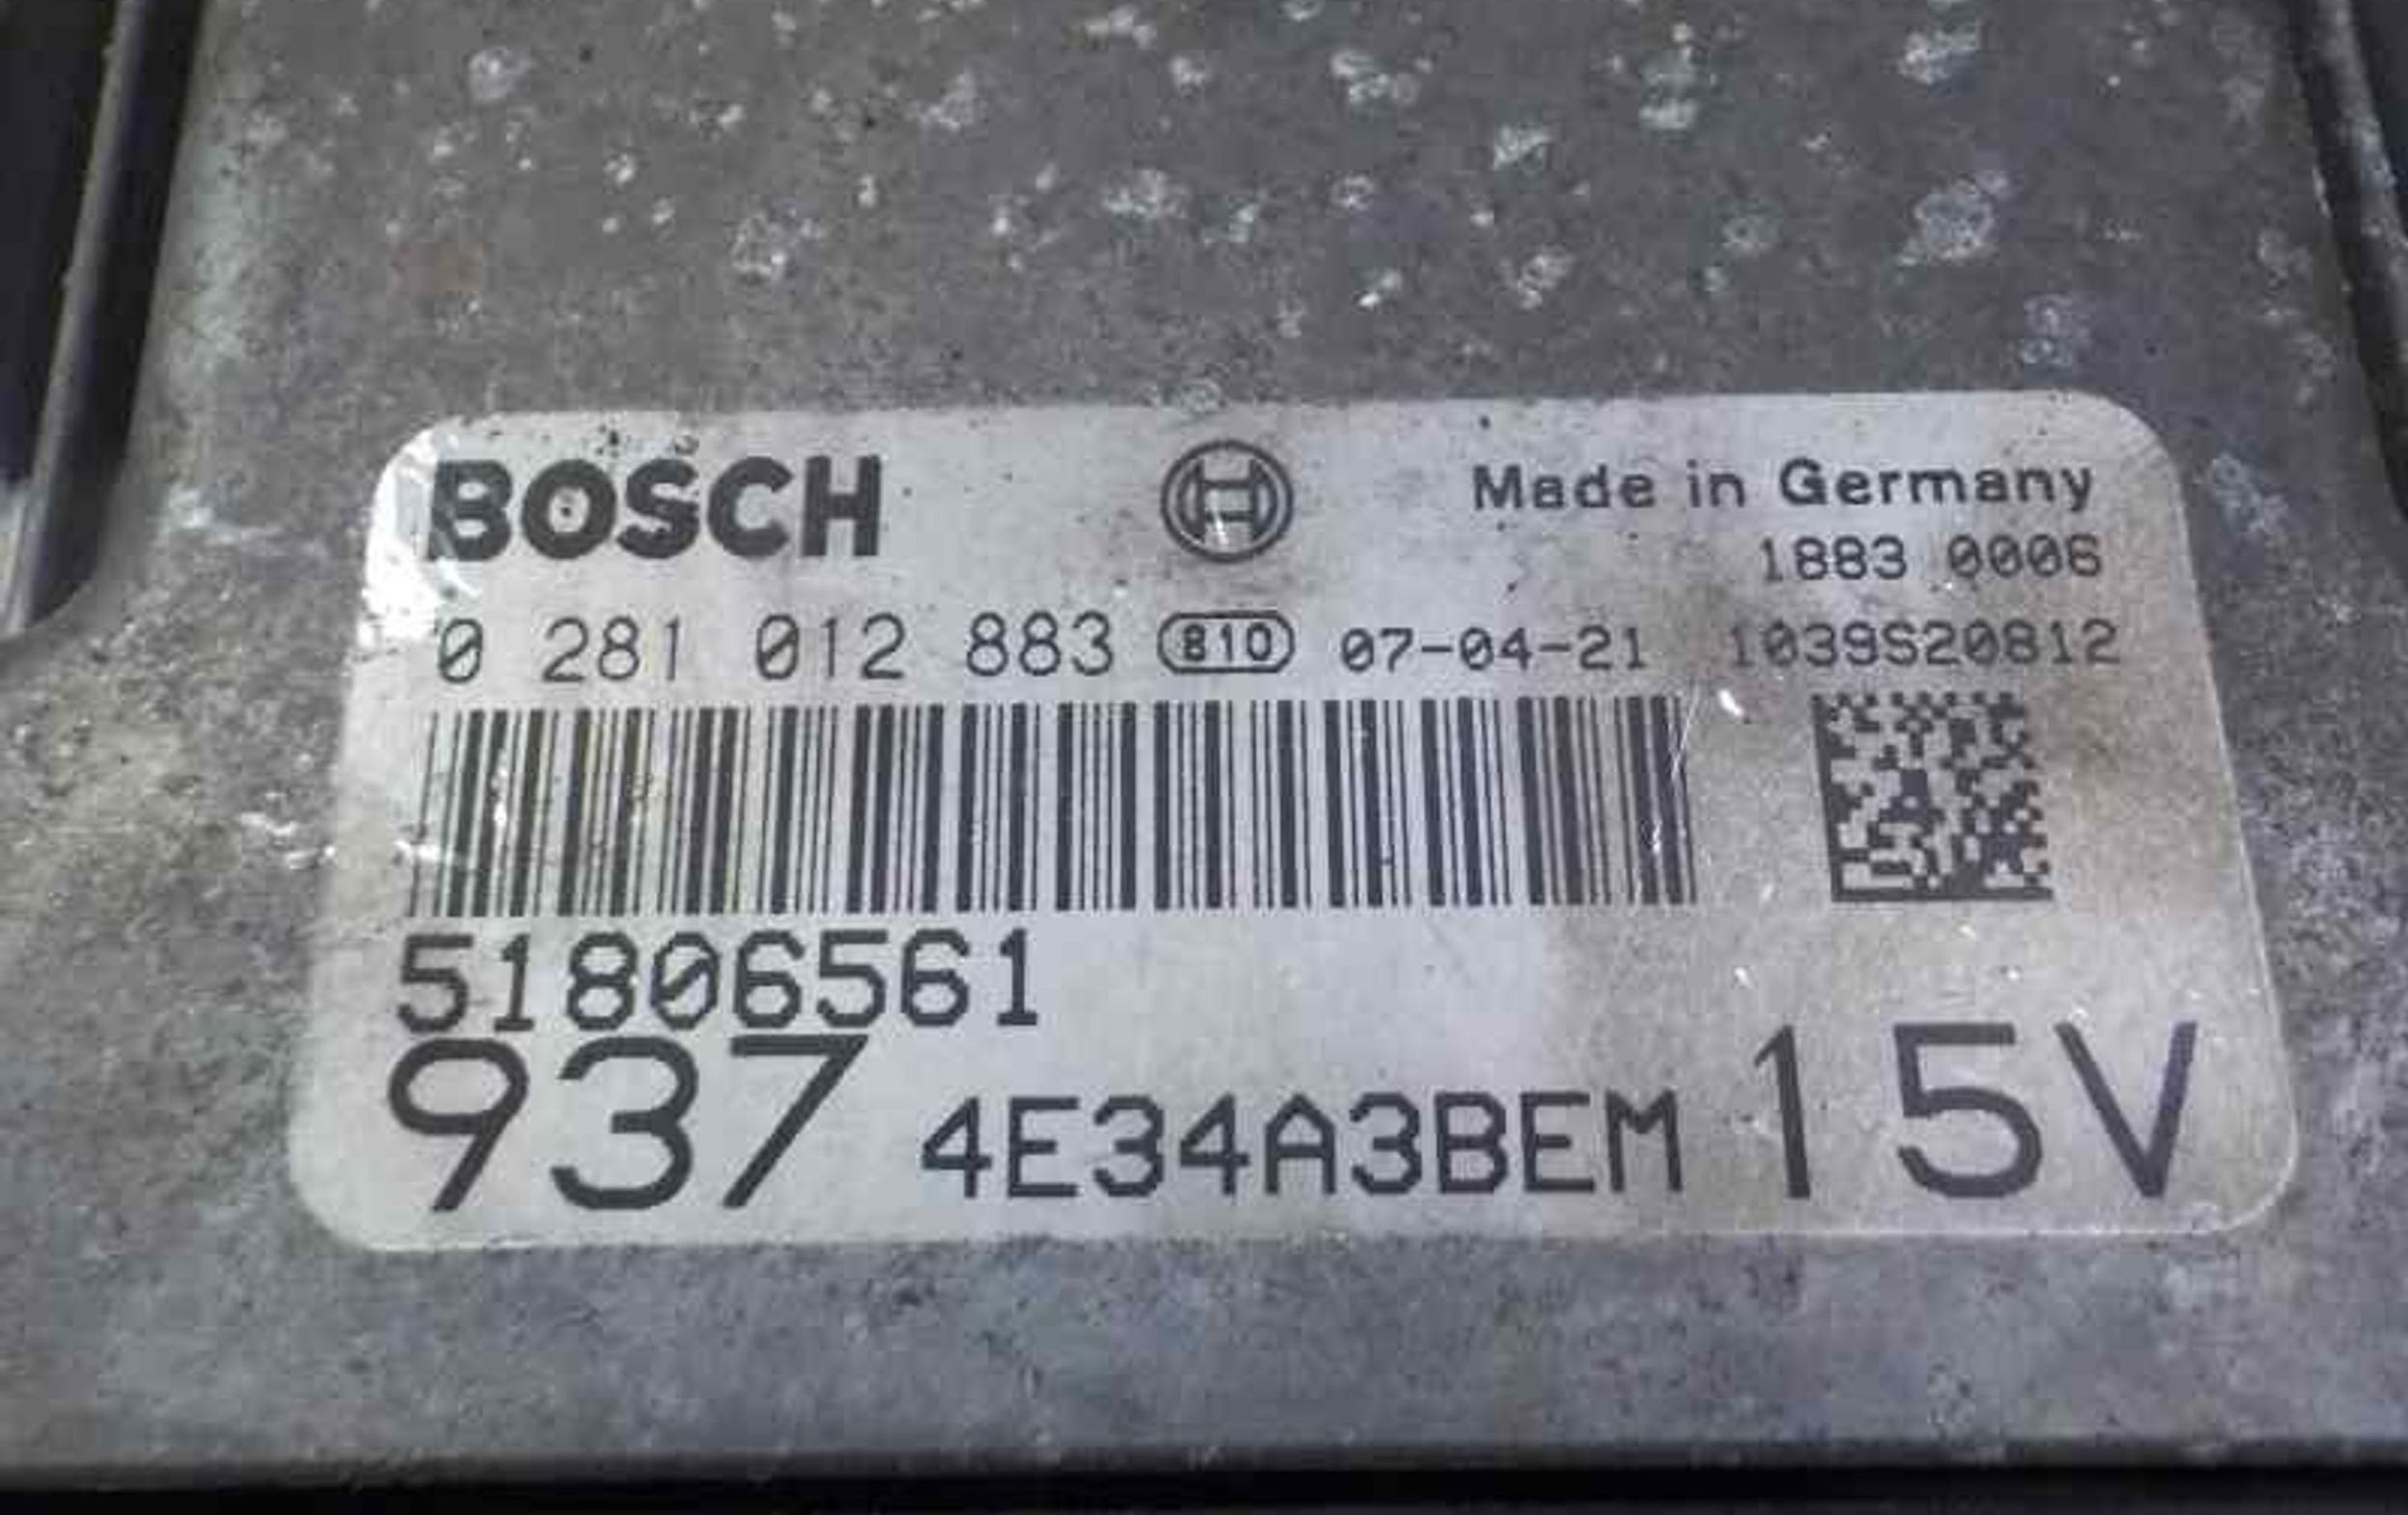 BOSCH Made in Germany
1883 0006
0 281 012 883 810 07-04-21 1039S20812
51806561
937 4E34A3BEM 15V